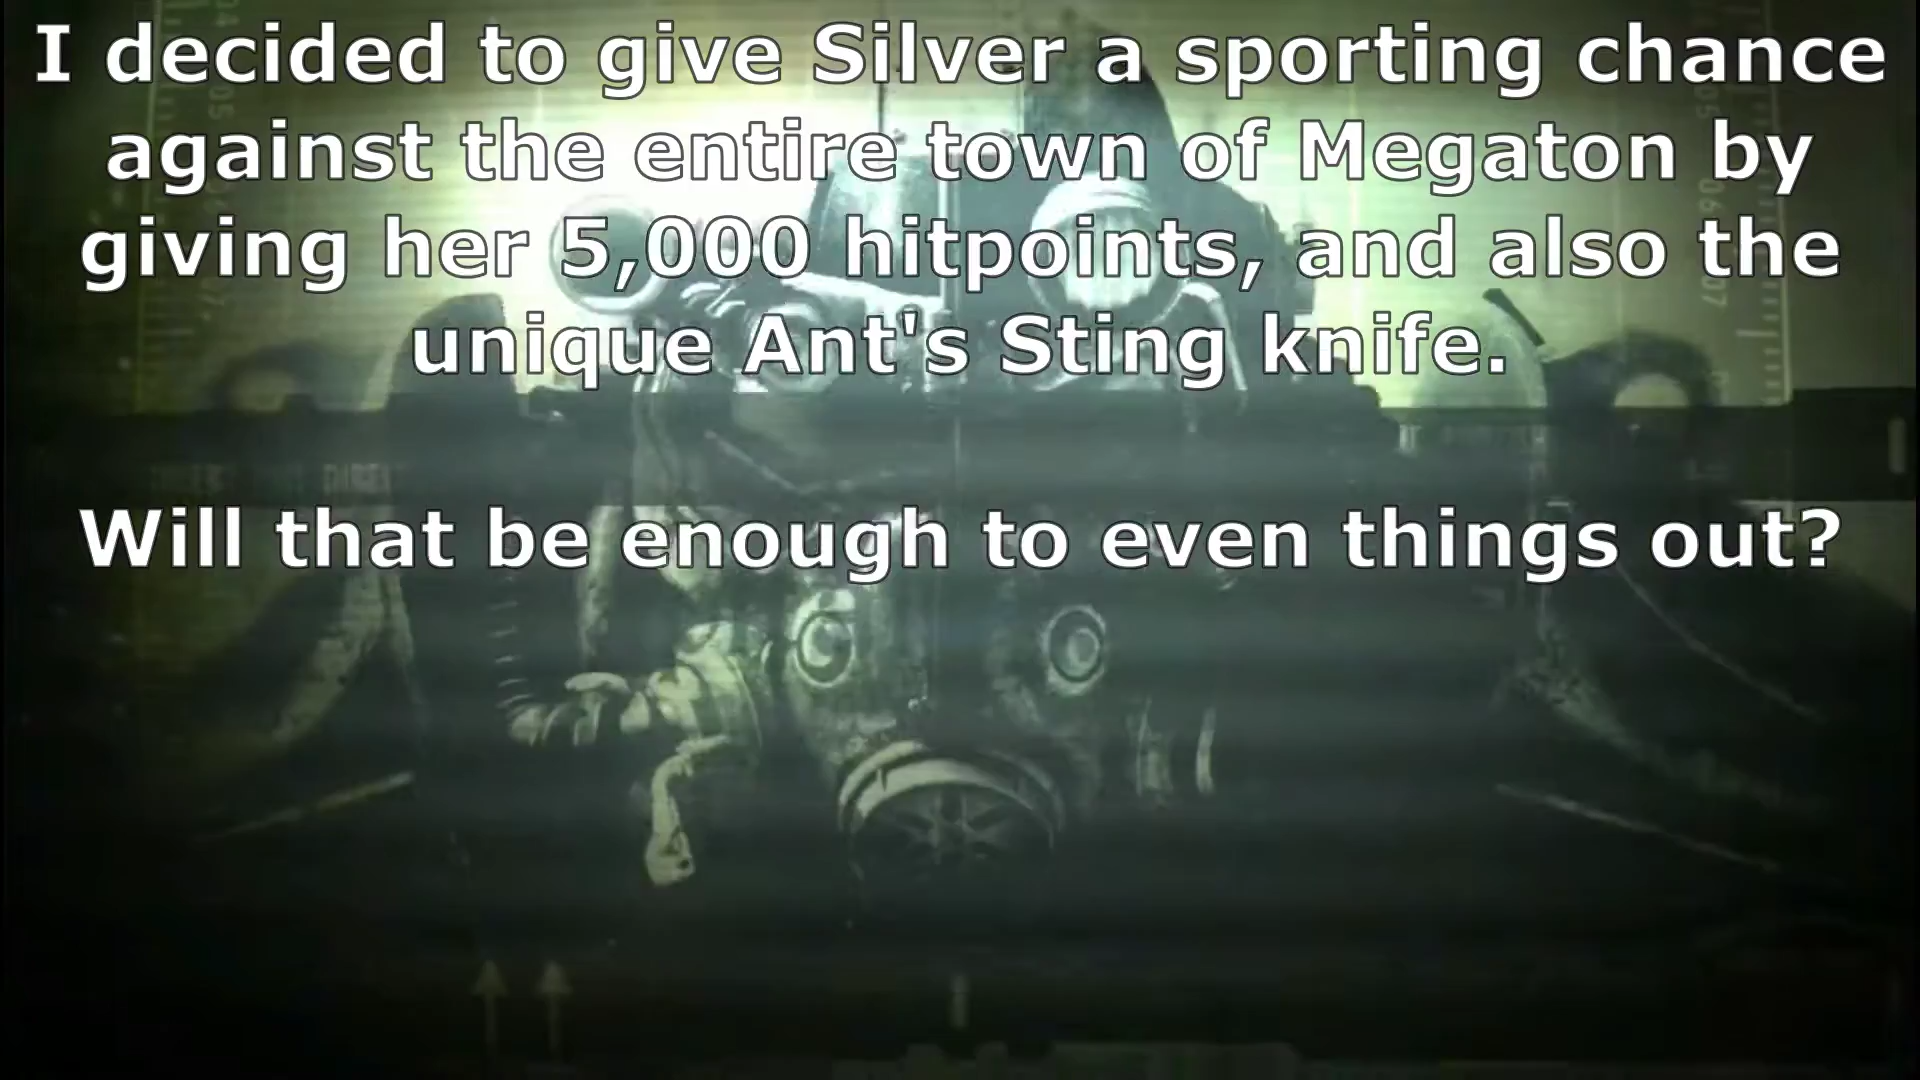 I decided to give Silver a sporting chance
against the entire town of Megaton by
giving her 5,000 hitpoints, and also the
unique Ant's Sting knife.
Will that be enough to even things out?